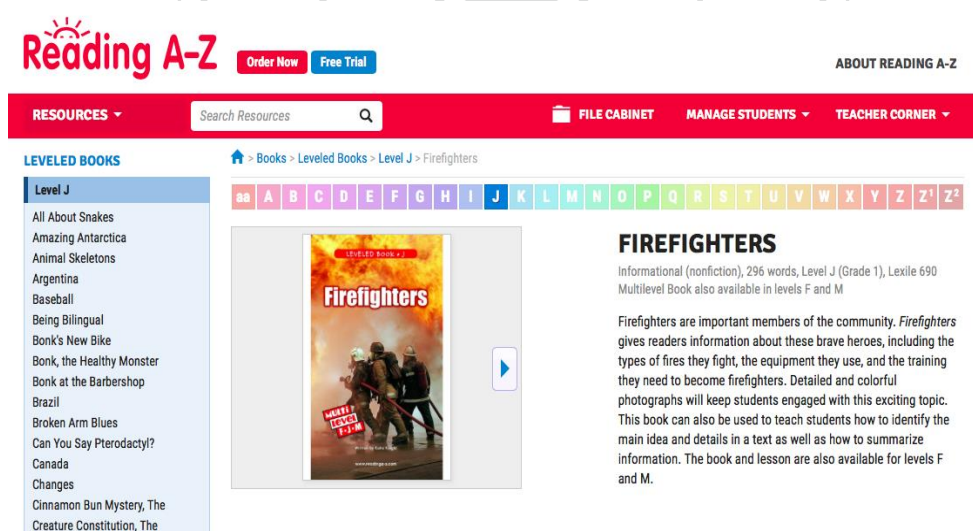 Reading A-Z
Order Now
Free Trial
ABOUT READING A-Z
RESOURCES
Search Resources
FILE CABINET
MANAGE STUDENTS
TEACHER CORNER
LEVELED BOOKS
Level J
All About Snakes
Amazing Antarctica
Animal Skeletons
Argentina
Baseball
Being Bilingual
Bonk's New Bike
Bonk, the Healthy Monster
Bonk at the Barbershop
Brazil
Broken Arm Blues
Can You Say Pterodactyl?
Canada
Changes
Cinnamon Bun Mystery, The
Creature Constitution, The
> Books > Leveled Books > Level J > Firefighters
aa A B C D E F G H I J K L M N O P Q R S T U V W X Y Z Z¹ Z²
LEVELED BOOK • J
Firefighters
MULTI
LEVEL
F•J•M
www.readinga-z.com
FIREFIGHTERS
Informational (nonfiction), 296 words, Level J (Grade 1), Lexile 690
Multilevel Book also available in levels F and M
Firefighters are important members of the community. Firefighters
gives readers information about these brave heroes, including the
types of fires they fight, the equipment they use, and the training
they need to become firefighters. Detailed and colorful
photographs will keep students engaged with this exciting topic.
This book can also be used to teach students how to identify the
main idea and details in a text as well as how to summarize
information. The book and lesson are also available for levels F
and M.